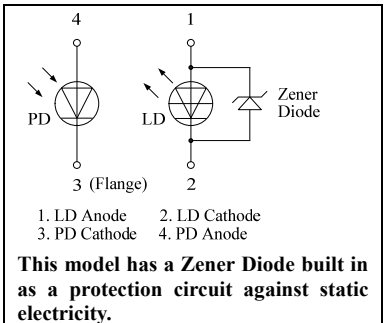 4 1
PD LD Zener
Diode
3 (Flange) 2
1. LD Anode 2. LD Cathode
3. PD Cathode 4. PD Anode
This model has a Zener Diode built in
as a protection circuit against static
electricity.